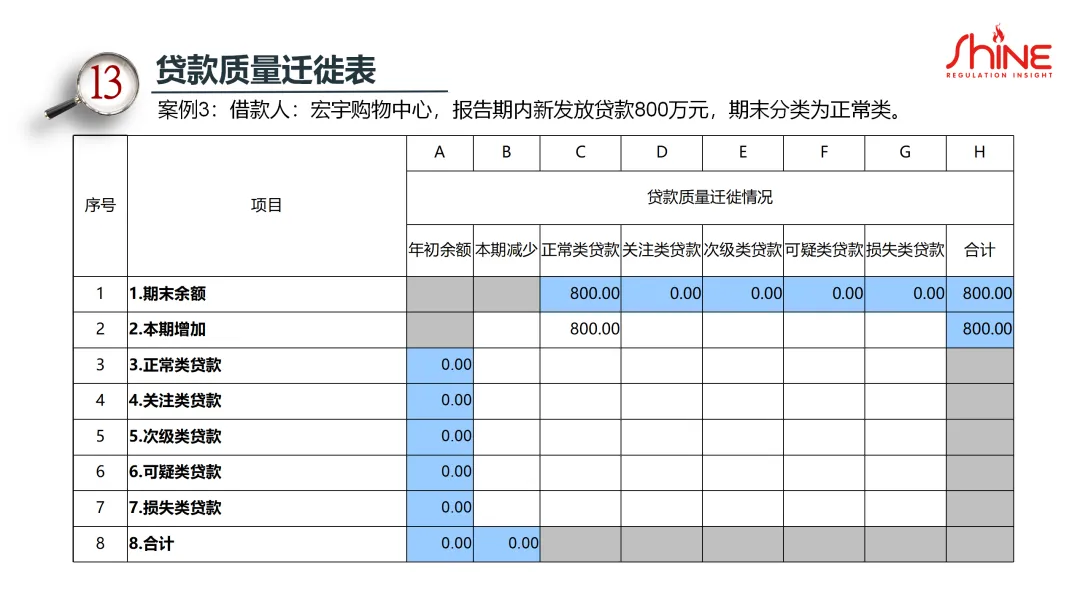 13
贷款质量迁徙表
SHINE
REGULATION INSIGHT
案例3：借款人：宏宇购物中心，报告期内新发放贷款800万元，期末分类为正常类。
序号 项目 A B C D E F G H
贷款质量迁徙情况
年初余额 本期减少 正常类贷款 关注类贷款 次级类贷款 可疑类贷款 损失类贷款 合计
1 1.期末余额 800.00 0.00 0.00 0.00 0.00 800.00
2 2.本期增加 800.00 800.00
3 3.正常类贷款 0.00
4 4.关注类贷款 0.00
5 5.次级类贷款 0.00
6 6.可疑类贷款 0.00
7 7.损失类贷款 0.00
8 8.合计 0.00 0.00